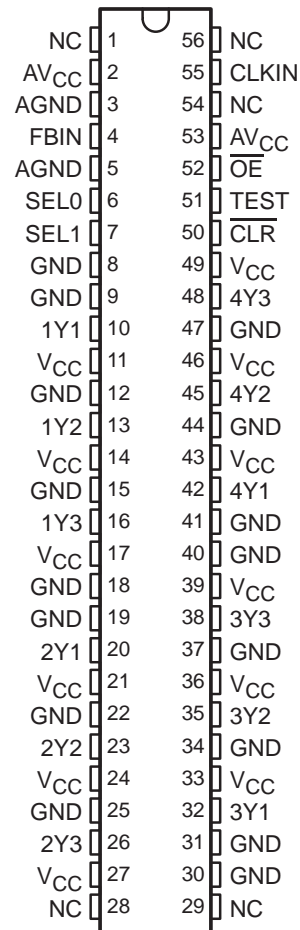 NC 1 56 NC
AVCC 2 55 CLKIN
AGND 3 54 NC
FBIN 4 53 AVCC
AGND 5 52 O̅E̅
SEL0 6 51 TEST
SEL1 7 50 C̅L̅R̅
GND 8 49 VCC
GND 9 48 4Y3
1Y1 10 47 GND
VCC 11 46 VCC
GND 12 45 4Y2
1Y2 13 44 GND
VCC 14 43 VCC
GND 15 42 4Y1
1Y3 16 41 GND
VCC 17 40 GND
GND 18 39 VCC
GND 19 38 3Y3
2Y1 20 37 GND
VCC 21 36 VCC
GND 22 35 3Y2
2Y2 23 34 GND
VCC 24 33 VCC
GND 25 32 3Y1
2Y3 26 31 GND
VCC 27 30 GND
NC 28 29 NC